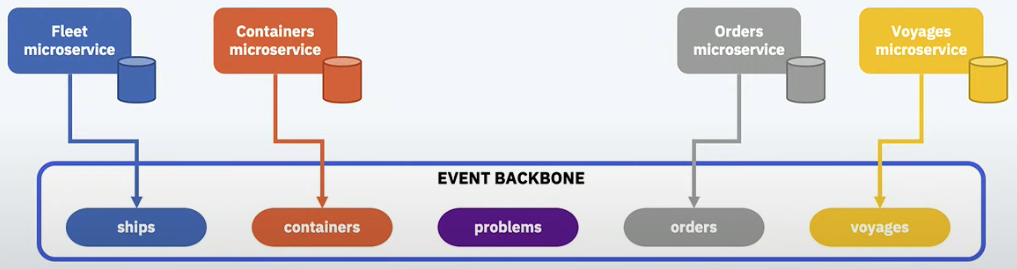 Fleet
microservice
Containers
microservice
Orders
microservice
Voyages
microservice
EVENT BACKBONE
ships
containers
problems
orders
voyages